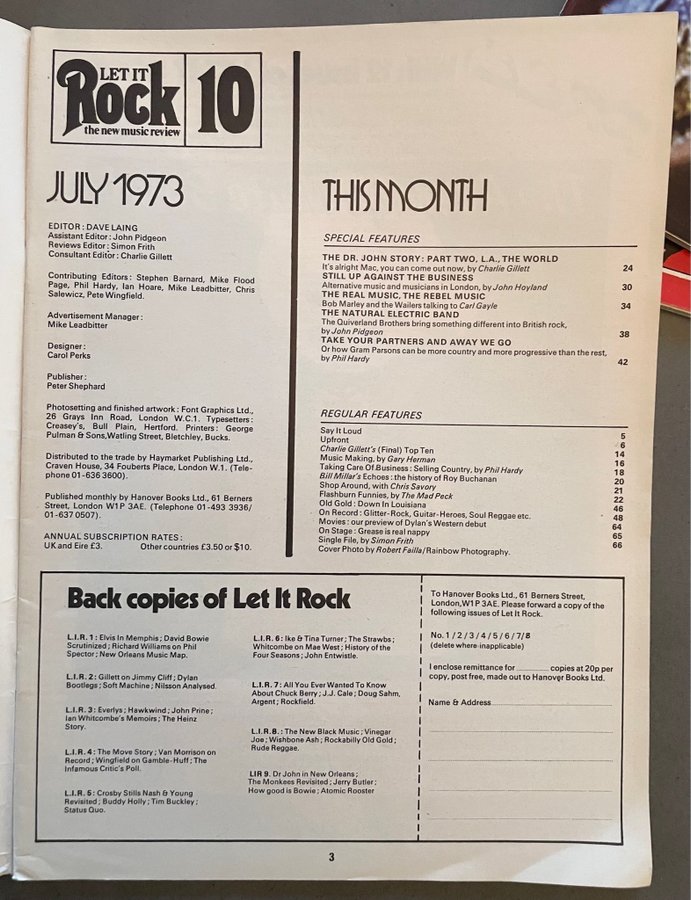 LET IT
Rock 10
the new music review
JULY 1973
EDITOR: DAVE LAING
Assistant Editor: John Pidgeon
Reviews Editor: Simon Frith
Consultant Editor: Charlie Gillett
Contributing Editors: Stephen Barnard, Mike Flood
Page, Phil Hardy, Ian Hoare, Mike Leadbitter, Chris
Salewicz, Pete Wingfield.
Advertisement Manager:
Mike Leadbitter
Designer:
Carol Perks
Publisher:
Peter Shephard
Photosetting and finished artwork: Font Graphics Ltd.,
26 Grays Inn Road, London W.C.1. Typesetters:
Creasey's, Bull Plain, Hertford. Printers: George
Pulman & Sons, Watling Street, Bletchley, Bucks.
Distributed to the trade by Haymarket Publishing Ltd.,
Craven House, 34 Fouberts Place, London W.1. (Tele-
phone 01-636 3600).
Published monthly by Hanover Books Ltd., 61 Berners
Street, London W1P 3AE. (Telephone 01-493 3936/
01-637 0507).
ANNUAL SUBSCRIPTION RATES:
UK and Eire £3. Other countries £3.50 or $10.
THIS MONTH
SPECIAL FEATURES
THE DR. JOHN STORY: PART TWO, L.A., THE WORLD
It's alright Mac, you can come out now, by Charlie Gillett 24
STILL UP AGAINST THE BUSINESS
Alternative music and musicians in London, by John Hoyland 30
THE REAL MUSIC, THE REBEL MUSIC
Bob Marley and the Wailers talking to Carl Gayle 34
THE NATURAL ELECTRIC BAND
The Quiverland Brothers bring something different into British rock,
by John Pidgeon 38
TAKE YOUR PARTNERS AND AWAY WE GO
Or how Gram Parsons can be more country and more progressive than the rest,
by Phil Hardy 42
REGULAR FEATURES
Say It Loud 5
Upfront 6
Charlie Gillett's (Final) Top Ten 14
Music Making, by Gary Herman 16
Taking Care Of Business: Selling Country, by Phil Hardy 18
Bill Millar's Echoes: the history of Roy Buchanan 20
Shop Around, with Chris Savory 21
Flashburn Funnies, by The Mad Peck 22
Old Gold: Down In Louisiana 46
On Record: Glitter-Rock, Guitar-Heroes, Soul Reggae etc. 48
Movies: our preview of Dylan's Western debut 64
On Stage: Grease is real nappy 65
Single File, by Simon Frith 66
Cover Photo by Robert Failla/Rainbow Photography.
Back copies of Let It Rock
L.I.R. 1: Elvis In Memphis; David Bowie
Scrutinized; Richard Williams on Phil
Spector; New Orleans Music Map.
L.I.R. 2: Gillett on Jimmy Cliff; Dylan
Bootlegs; Soft Machine; Nilsson Analysed.
L.I.R. 3: Everlys; Hawkwind; John Prine;
Ian Whitcombe's Memoirs; The Heinz
Story.
L.I.R. 4: The Move Story; Van Morrison on
Record; Wingfield on Gamble-Huff; The
Infamous Critic's Poll.
L.I.R. 5: Crosby Stills Nash & Young
Revisited; Buddy Holly; Tim Buckley;
Status Quo.
L.I.R. 6: Ike & Tina Turner; The Strawbs;
Whitcombe on Mae West; History of the
Four Seasons; John Entwistle.
L.I.R. 7: All You Ever Wanted To Know
About Chuck Berry; J.J. Cale; Doug Sahm,
Argent; Rockfield.
L.I.R. 8.: The New Black Music; Vinegar
Joe; Wishbone Ash; Rockabilly Old Gold;
Rude Reggae.
LIR 9. Dr John in New Orleans;
The Monkees Revisited; Jerry Butler;
How good is Bowie; Atomic Rooster
To Hanover Books Ltd., 61 Berners Street,
London, W1P 3AE. Please forward a copy of the
following issues of Let It Rock.
No. 1/2/3/4/5/6/7/8
(delete where inapplicable)
I enclose remittance for ............ copies at 20p per
copy, post free, made out to Hanover Books Ltd.
Name & Address
3